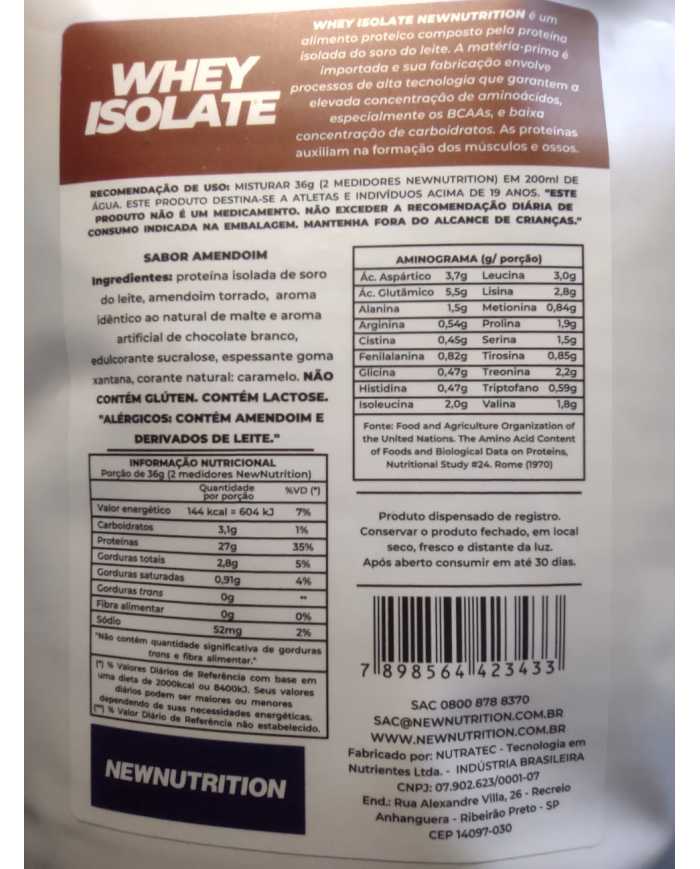 WHEY
ISOLATE
WHEY ISOLATE NEWNUTRITION é um
alimento proteico composto pela proteína
isolada do soro do leite. A matéria-prima é
importada e sua fabricação envolve
processos de alta tecnologia que garantem a
elevada concentração de aminoácidos,
especialmente os BCAAs, e baixa
concentração de carboidratos. As proteínas
auxiliam na formação dos músculos e ossos.
RECOMENDAÇÃO DE USO: MISTURAR 36g (2 MEDIDORES NEWNUTRITION) EM 200ml DE
ÁGUA. ESTE PRODUTO DESTINA-SE A ATLETAS E INDIVÍDUOS ACIMA DE 19 ANOS. "ESTE
PRODUTO NÃO É UM MEDICAMENTO. NÃO EXCEDER A RECOMENDAÇÃO DIÁRIA DE
CONSUMO INDICADA NA EMBALAGEM. MANTENHA FORA DO ALCANCE DE CRIANÇAS."
SABOR AMENDOIM
Ingredientes: proteína isolada de soro
do leite, amendoim torrado, aroma
idêntico ao natural de malte e aroma
artificial de chocolate branco,
edulcorante sucralose, espessante goma
xantana, corante natural: caramelo. NÃO
CONTÉM GLÚTEN. CONTÉM LACTOSE.
"ALÉRGICOS: CONTÉM AMENDOIM E
DERIVADOS DE LEITE."
INFORMAÇÃO NUTRICIONAL
Porção de 36g (2 medidores NewNutrition)
Quantidade
por porção
%VD (*)
Valor energético 144 kcal = 604 kJ 7%
Carboidratos 3,1g 1%
Proteínas 27g 35%
Gorduras totais 2,8g 5%
Gorduras saturadas 0,91g 4%
Gorduras trans 0g **
Fibra alimentar 0g 0%
Sódio 52mg 2%
"Não contém quantidade significativa de gorduras
trans e fibra alimentar."
(*) % Valores Diários de Referência com base em
uma dieta de 2000kcal ou 8400kJ. Seus valores
diários podem ser maiores ou menores
dependendo de suas necessidades energéticas.
(**) % Valor Diário de Referência não estabelecido.
NEWNUTRITION
AMINOGRAMA (g/ porção)
Ác. Aspártico 3,7g Leucina 3,0g
Ác. Glutâmico 5,5g Lisina 2,8g
Alanina 1,5g Metionina 0,84g
Arginina 0,54g Prolina 1,9g
Cistina 0,45g Serina 1,5g
Fenilalanina 0,82g Tirosina 0,85g
Glicina 0,47g Treonina 2,2g
Histidina 0,47g Triptofano 0,59g
Isoleucina 2,0g Valina 1,8g
Fonte: Food and Agriculture Organization of
the United Nations. The Amino Acid Content
of Foods and Biological Data on Proteins,
Nutritional Study #24. Rome (1970)
Produto dispensado de registro.
Conservar o produto fechado, em local
seco, fresco e distante da luz.
Após aberto consumir em até 30 dias.
7 898564 423433
SAC 0800 878 8370
SAC@NEWNUTRITION.COM.BR
WWW.NEWNUTRITION.COM.BR
Fabricado por: NUTRATEC - Tecnologia em
Nutrientes Ltda. - INDÚSTRIA BRASILEIRA
CNPJ: 07.902.623/0001-07
End.: Rua Alexandre Villa, 26 - Recreio
Anhanguera - Ribeirão Preto - SP
CEP 14097-030